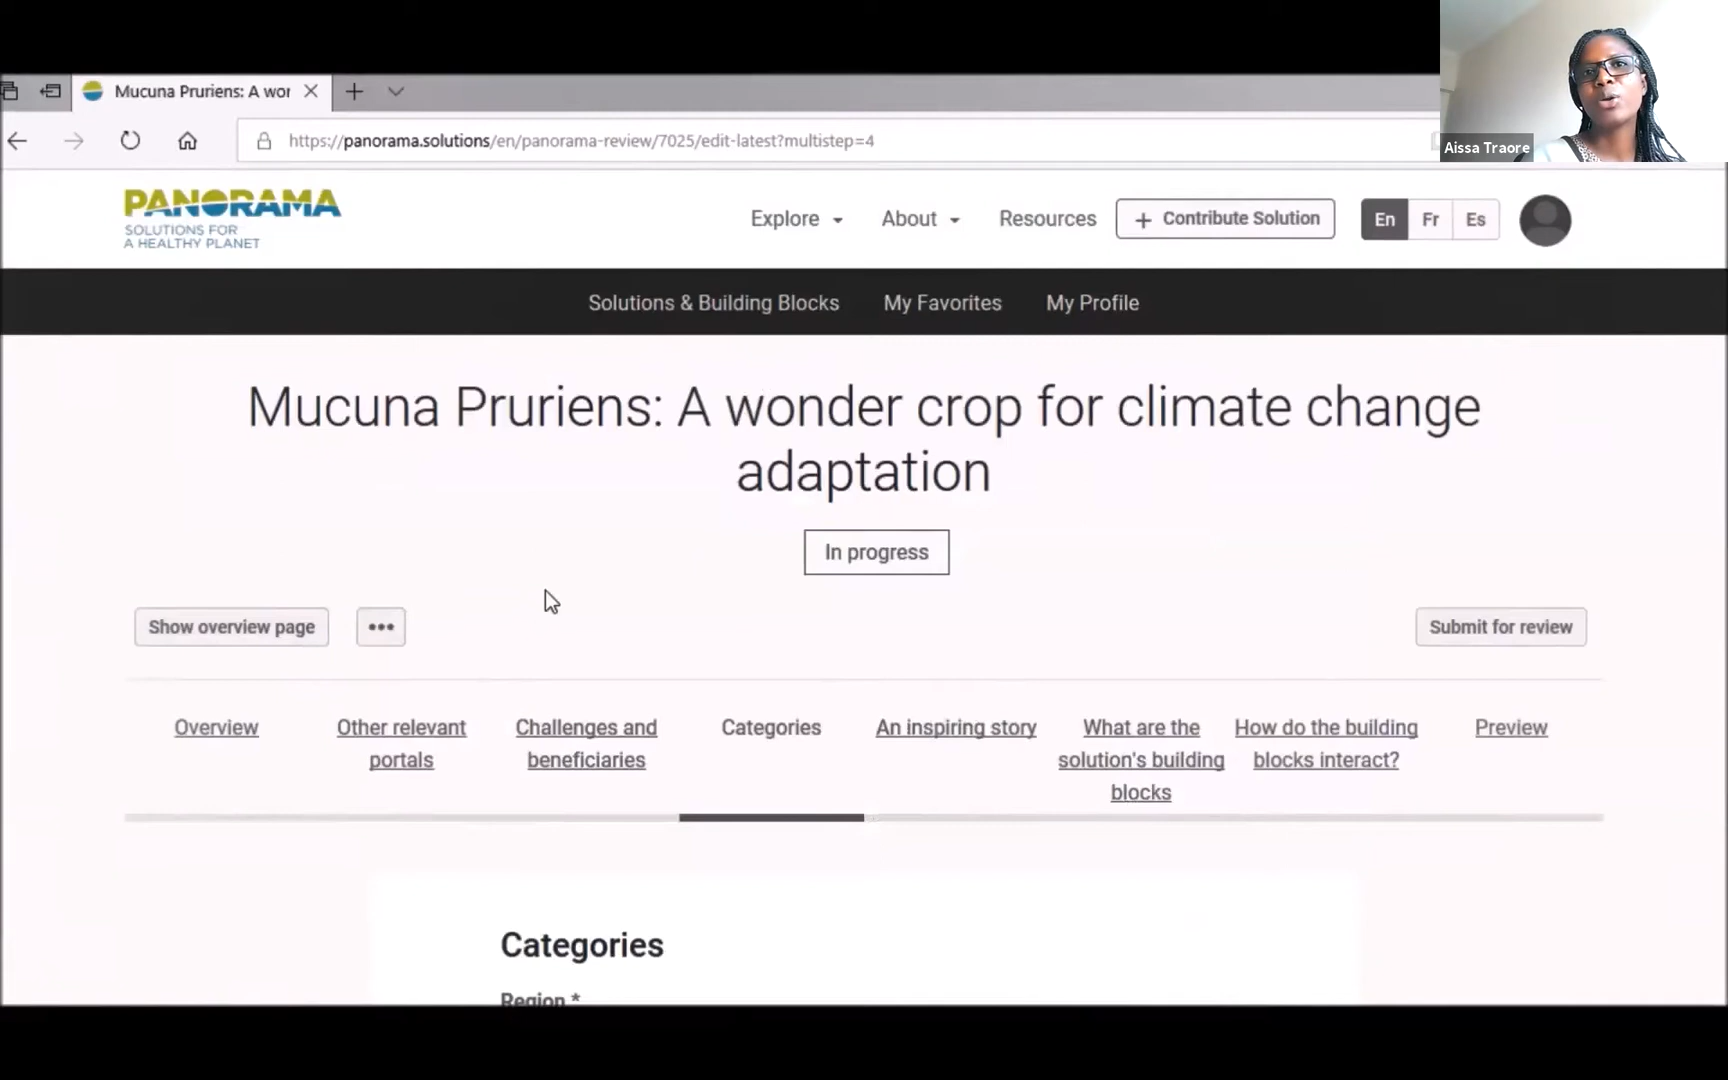 Aissa Traore
Mucuna Pruriens: A wor
https://panorama.solutions/en/panorama-review/7025/edit-latest?multistep=4
PANORAMA
SOLUTIONS FOR
A HEALTHY PLANET
Explore
About
Resources
+ Contribute Solution
En
Fr
Es
Solutions & Building Blocks
My Favorites
My Profile
Mucuna Pruriens: A wonder crop for climate change
adaptation
In progress
Show overview page
•••
Submit for review
Overview
Other relevant
portals
Challenges and
beneficiaries
Categories
An inspiring story
What are the
solution's building
blocks
How do the building
blocks interact?
Preview
Categories
Region *